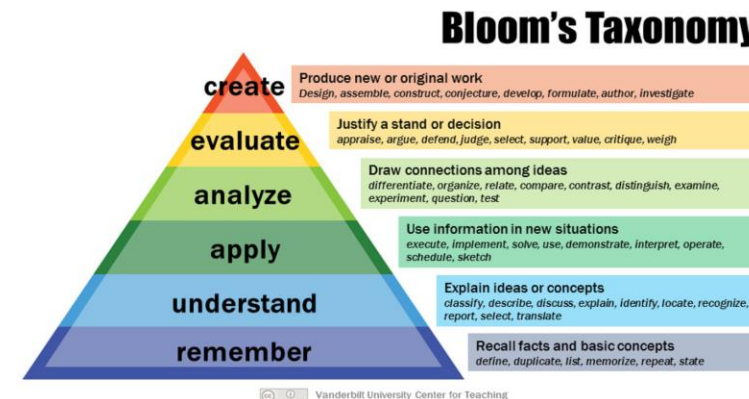 Bloom's Taxonomy
create
Produce new or original work
Design, assemble, construct, conjecture, develop, formulate, author, investigate
evaluate
Justify a stand or decision
appraise, argue, defend, judge, select, support, value, critique, weigh
analyze
Draw connections among ideas
differentiate, organize, relate, compare, contrast, distinguish, examine,
experiment, question, test
apply
Use information in new situations
execute, implement, solve, use, demonstrate, interpret, operate,
schedule, sketch
understand
Explain ideas or concepts
classify, describe, discuss, explain, identify, locate, recognize,
report, select, translate
remember
Recall facts and basic concepts
define, duplicate, list, memorize, repeat, state
cc
Vanderbilt University Center for Teaching